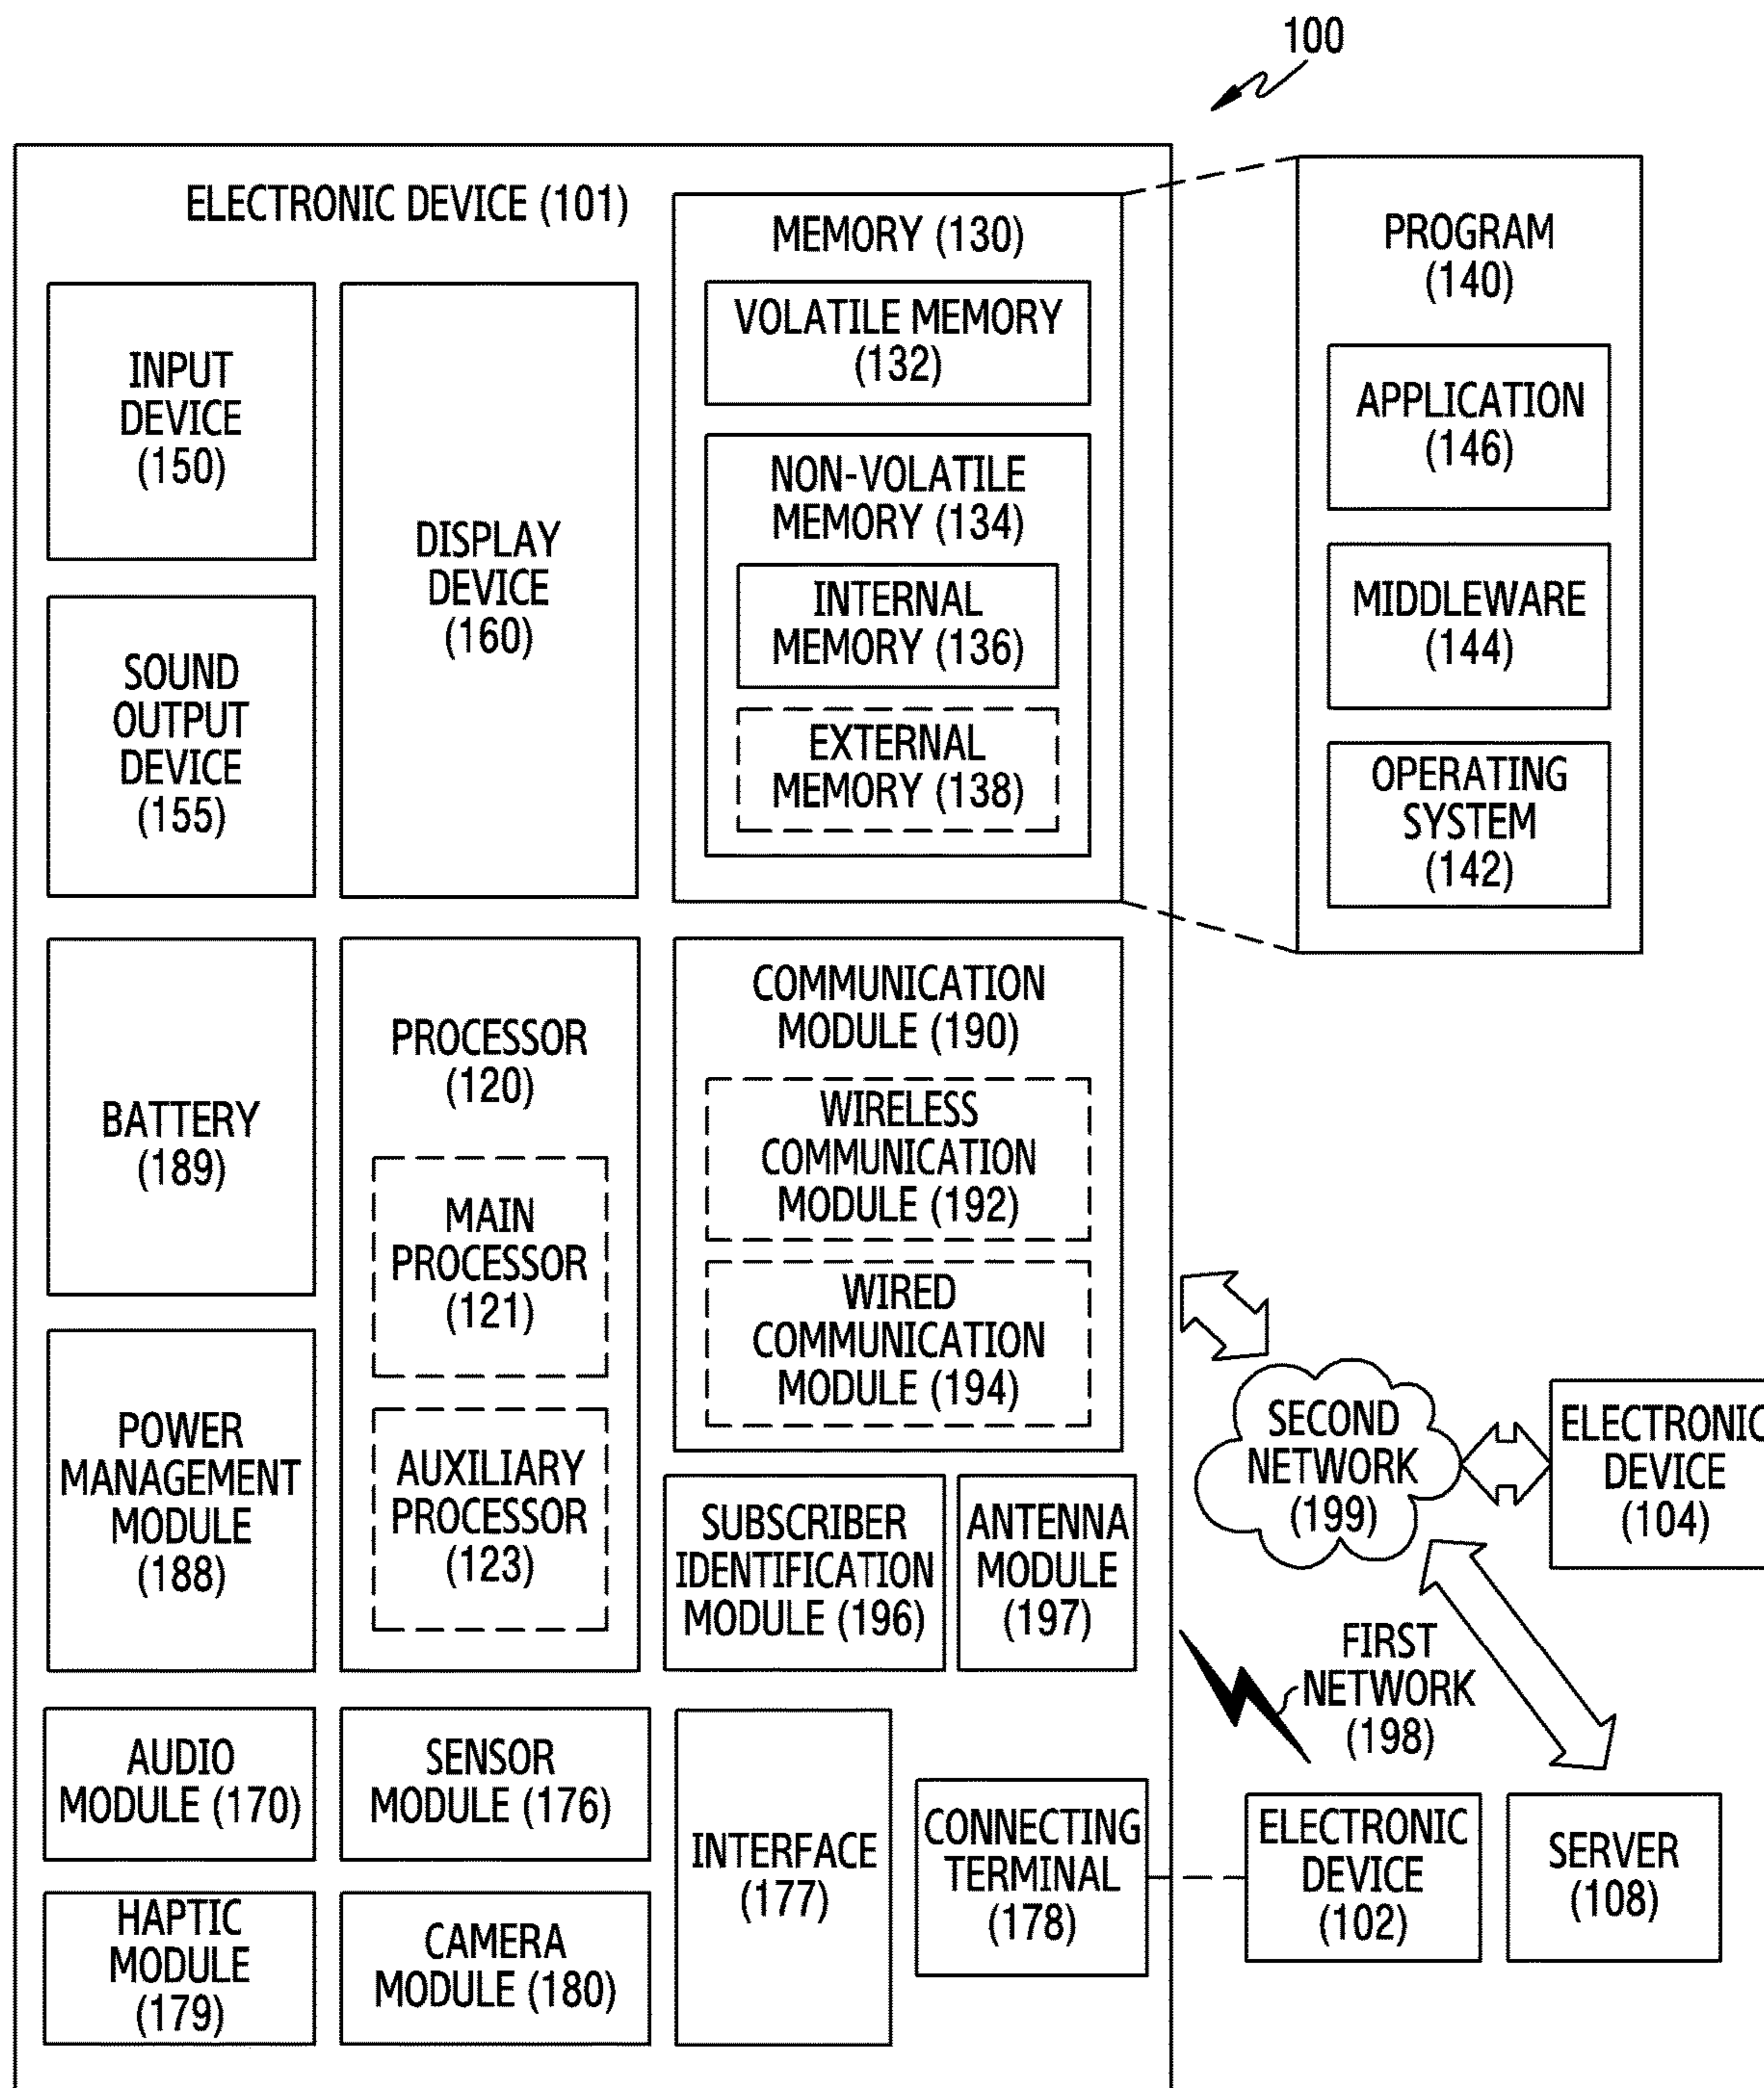 100
ELECTRONIC DEVICE (101)
INPUT
DEVICE
(150)
SOUND
OUTPUT
DEVICE
(155)
DISPLAY
DEVICE
(160)
MEMORY (130)
VOLATILE MEMORY
(132)
NON-VOLATILE
MEMORY (134)
INTERNAL
MEMORY (136)
EXTERNAL
MEMORY (138)
PROGRAM
(140)
APPLICATION
(146)
MIDDLEWARE
(144)
OPERATING
SYSTEM
(142)
BATTERY
(189)
POWER
MANAGEMENT
MODULE
(188)
PROCESSOR
(120)
MAIN
PROCESSOR
(121)
AUXILIARY
PROCESSOR
(123)
COMMUNICATION
MODULE (190)
WIRELESS
COMMUNICATION
MODULE (192)
WIRED
COMMUNICATION
MODULE (194)
SUBSCRIBER
IDENTIFICATION
MODULE (196)
ANTENNA
MODULE
(197)
SECOND
NETWORK
(199)
ELECTRONIC
DEVICE
(104)
FIRST
NETWORK
(198)
AUDIO
MODULE (170)
SENSOR
MODULE (176)
HAPTIC
MODULE
(179)
CAMERA
MODULE (180)
INTERFACE
(177)
CONNECTING
TERMINAL
(178)
ELECTRONIC
DEVICE
(102)
SERVER
(108)